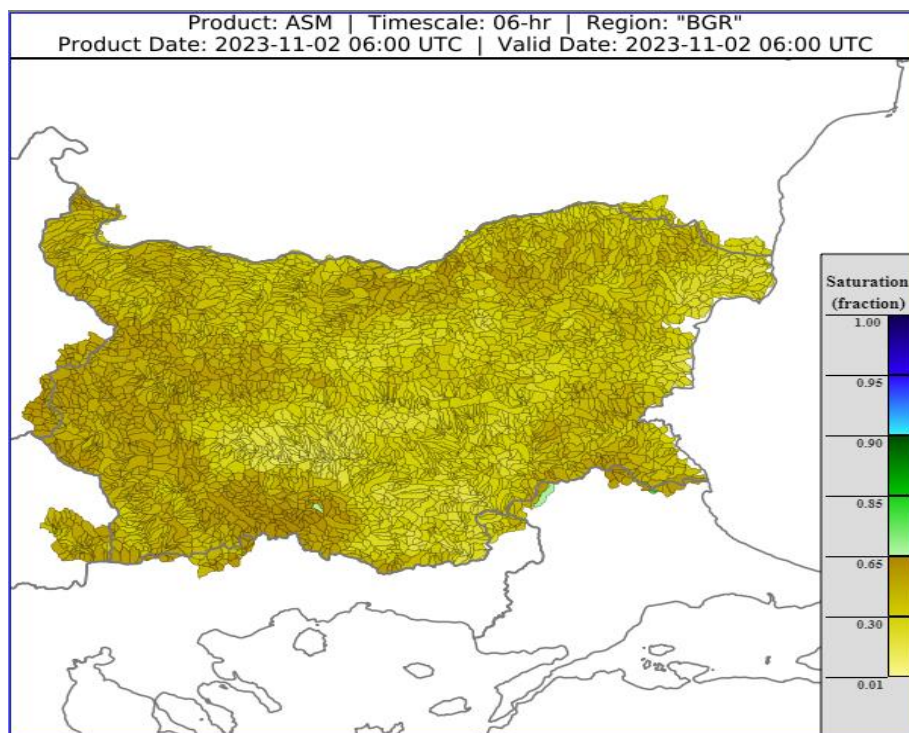 Product: ASM | Timescale: 06-hr | Region: "BGR"
Product Date: 2023-11-02 06:00 UTC | Valid Date: 2023-11-02 06:00 UTC
Saturation
(fraction)
1.00
0.95
0.90
0.85
0.65
0.30
0.01